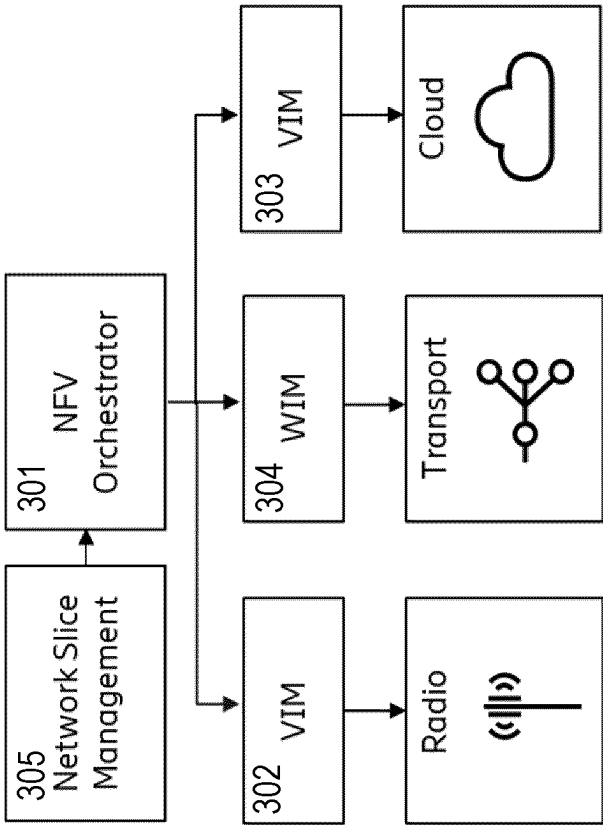 305
Network Slice
Management
301
NFV
Orchestrator
302
VIM
304
WIM
303
VIM
Radio
Transport
Cloud